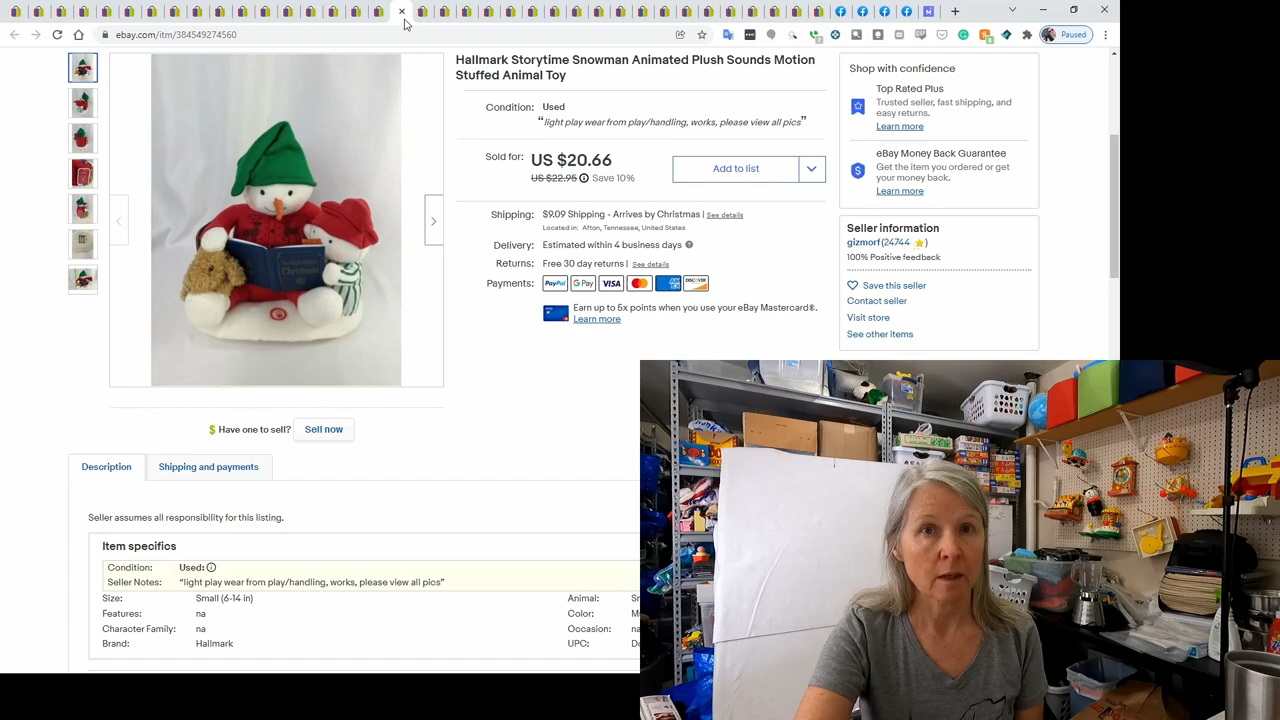 ebay.com/itm/384549274560
Paused
Hallmark Storytime Snowman Animated Plush Sounds Motion
Stuffed Animal Toy
Condition: Used
"light play wear from play/handling, works, please view all pics"
Sold for: US $20.66
US $22.95 Save 10%
Add to list
Shipping: $9.09 Shipping - Arrives by Christmas | See details
Located in: Afton, Tennessee, United States
Delivery: Estimated within 4 business days
Returns: Free 30 day returns | See details
Payments: PayPal G Pay VISA DISCOVER
Earn up to 5x points when you use your eBay Mastercard®.
Learn more
Shop with confidence
Top Rated Plus
Trusted seller, fast shipping, and
easy returns.
Learn more
eBay Money Back Guarantee
Get the item you ordered or get
your money back.
Learn more
Seller information
gizmorf (24744 )
100% Positive feedback
Save this seller
Contact seller
Visit store
See other items
$ Have one to sell? Sell now
Description
Shipping and payments
Seller assumes all responsibility for this listing.
Item specifics
Condition: Used:
Seller Notes: "light play wear from play/handling, works, please view all pics"
Size: Small (6-14 in) Animal:
Features: na Color:
Character Family: na Occasion: na
Brand: Hallmark UPC: